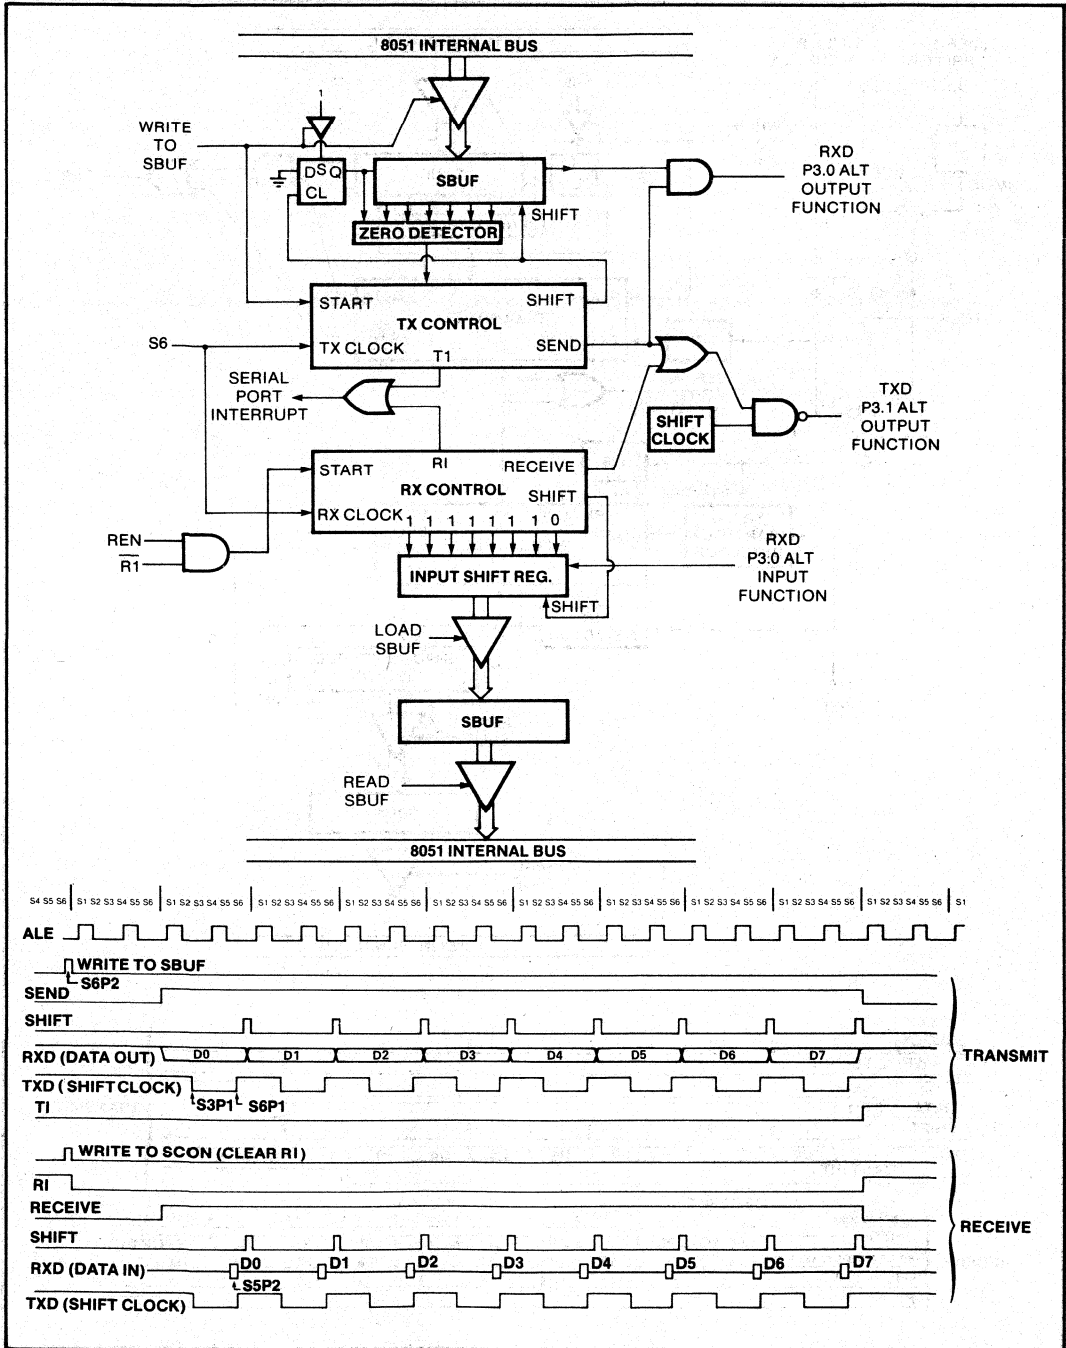 8051 INTERNAL BUS
1
WRITE
TO
SBUF
D S Q
CL
SBUF
RXD
P3.0 ALT
OUTPUT
FUNCTION
SHIFT
ZERO DETECTOR
START
SHIFT
TX CONTROL
S6
TX CLOCK
SEND
T1
SERIAL
PORT
INTERRUPT
SHIFT
CLOCK
TXD
P3.1 ALT
OUTPUT
FUNCTION
RI
START
RECEIVE
RX CONTROL
SHIFT
RX CLOCK
1 1 1 1 1 1 1 0
REN
R1
RXD
P3.0 ALT
INPUT
FUNCTION
INPUT SHIFT REG.
SHIFT
LOAD
SBUF
SBUF
READ
SBUF
8051 INTERNAL BUS
S4 S5 S6 S1 S2 S3 S4 S5 S6 S1 S2 S3 S4 S5 S6 S1 S2 S3 S4 S5 S6 S1 S2 S3 S4 S5 S6 S1 S2 S3 S4 S5 S6 S1 S2 S3 S4 S5 S6 S1 S2 S3 S4 S5 S6 S1 S2 S3 S4 S5 S6 S1 S2 S3 S4 S5 S6 S1 S2 S3 S4 S5 S6 S1
ALE
WRITE TO SBUF
S6P2
SEND
SHIFT
RXD (DATA OUT) D0 D1 D2 D3 D4 D5 D6 D7
TRANSMIT
TXD (SHIFT CLOCK)
S3P1 S6P1
TI
WRITE TO SCON (CLEAR RI)
RI
RECEIVE
RECEIVE
SHIFT
RXD (DATA IN) D0 D1 D2 D3 D4 D5 D6 D7
S5P2
TXD (SHIFT CLOCK)